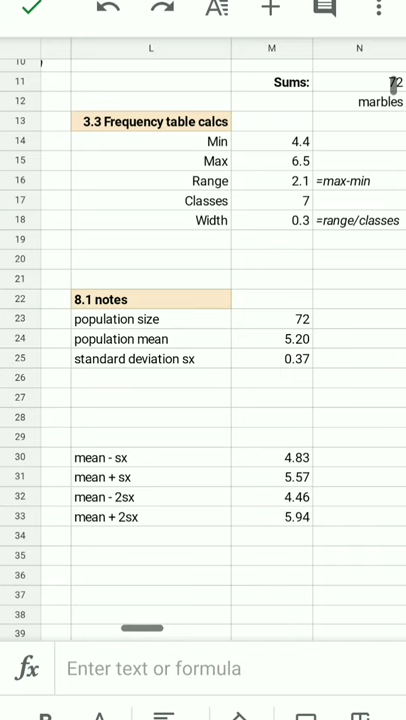 L M N
10
11 Sums: 72
12 marbles
13 3.3 Frequency table calcs
14 Min 4.4
15 Max 6.5
16 Range 2.1 =max-min
17 Classes 7
18 Width 0.3 =range/classes
19
20
21
22 8.1 notes
23 population size 72
24 population mean 5.20
25 standard deviation sx 0.37
26
27
28
29
30 mean - sx 4.83
31 mean + sx 5.57
32 mean - 2sx 4.46
33 mean + 2sx 5.94
34
35
36
37
38
39
fx Enter text or formula